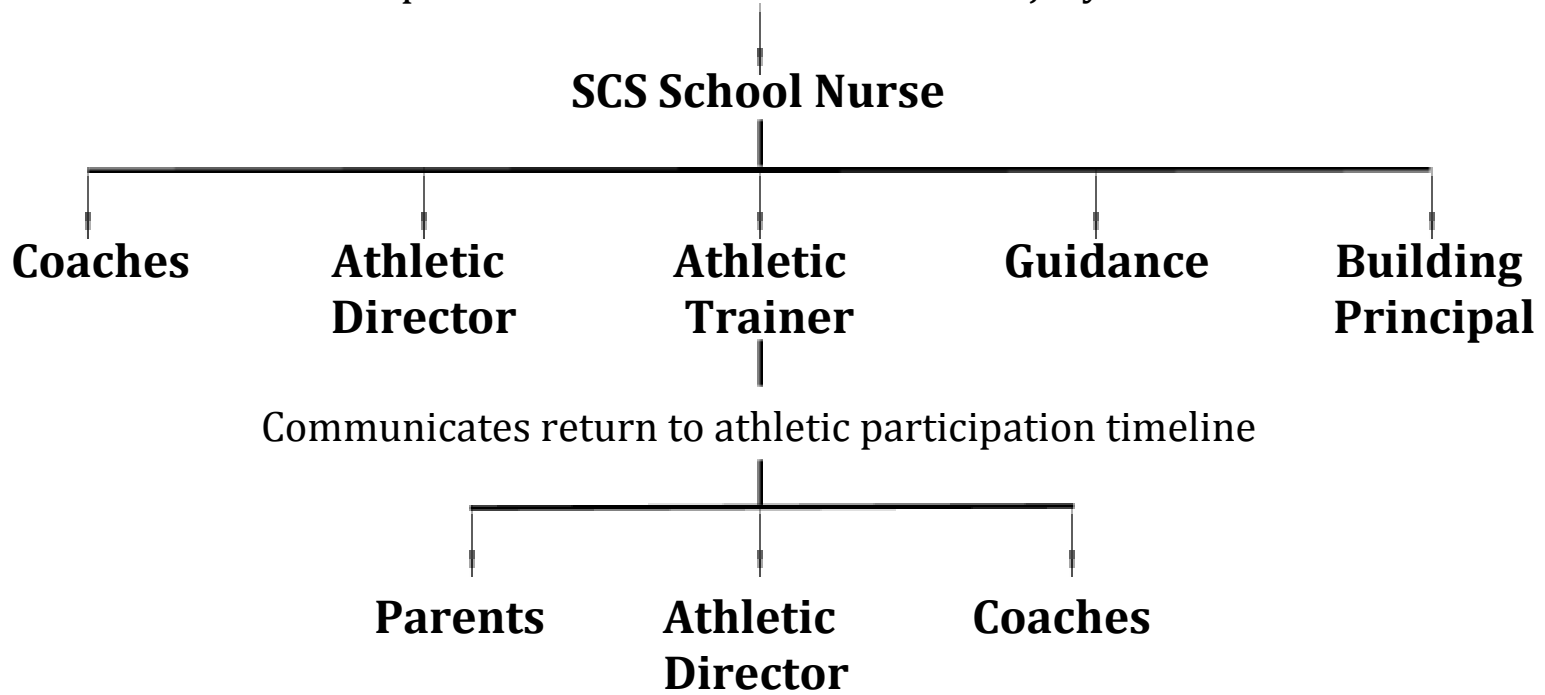 SCS School Nurse
Coaches Athletic Director Athletic Trainer Guidance Building Principal
Communicates return to athletic participation timeline
Parents Athletic Director Coaches